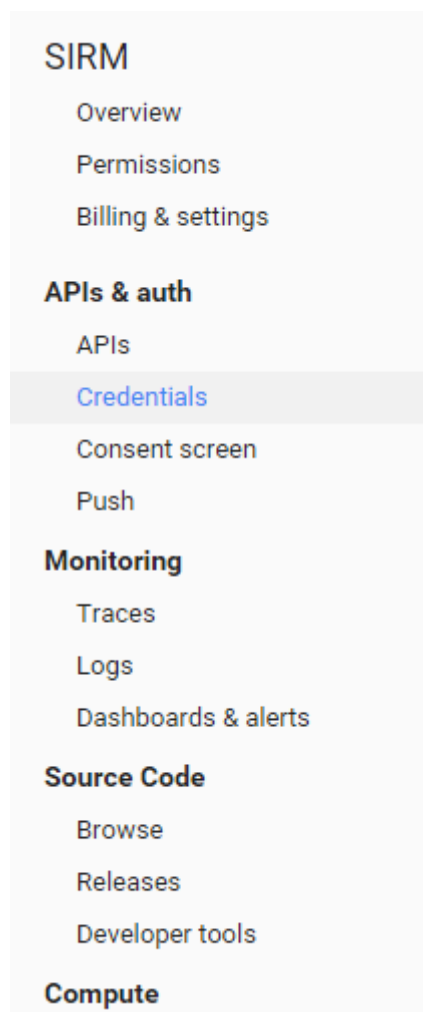 SIRM
Overview
Permissions
Billing & settings
APIs & auth
APIs
Credentials
Consent screen
Push
Monitoring
Traces
Logs
Dashboards & alerts
Source Code
Browse
Releases
Developer tools
Compute